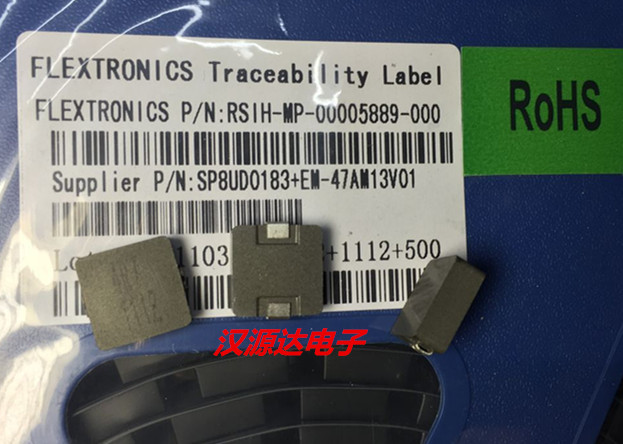 FLEXTRONICS Traceability Label
FLEXTRONICS P/N:RSIH-MP-00005889-000
RoHS
Supplier P/N:SP8UD0183+EM-47AM13V01
1103
+1112+500
1112
汉源达电子